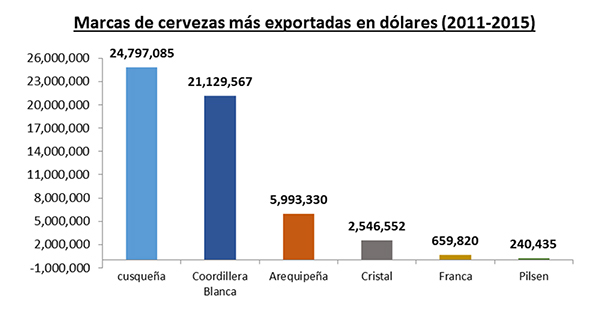 Marcas de cervezas más exportadas en dólares (2011-2015)
26,000,000
23,000,000
20,000,000
17,000,000
14,000,000
11,000,000
8,000,000
5,000,000
2,000,000
-1,000,000
24,797,085
21,129,567
5,993,330
2,546,552
659,820
240,435
cusqueña
Coordillera
Blanca
Arequipeña
Cristal
Franca
Pilsen